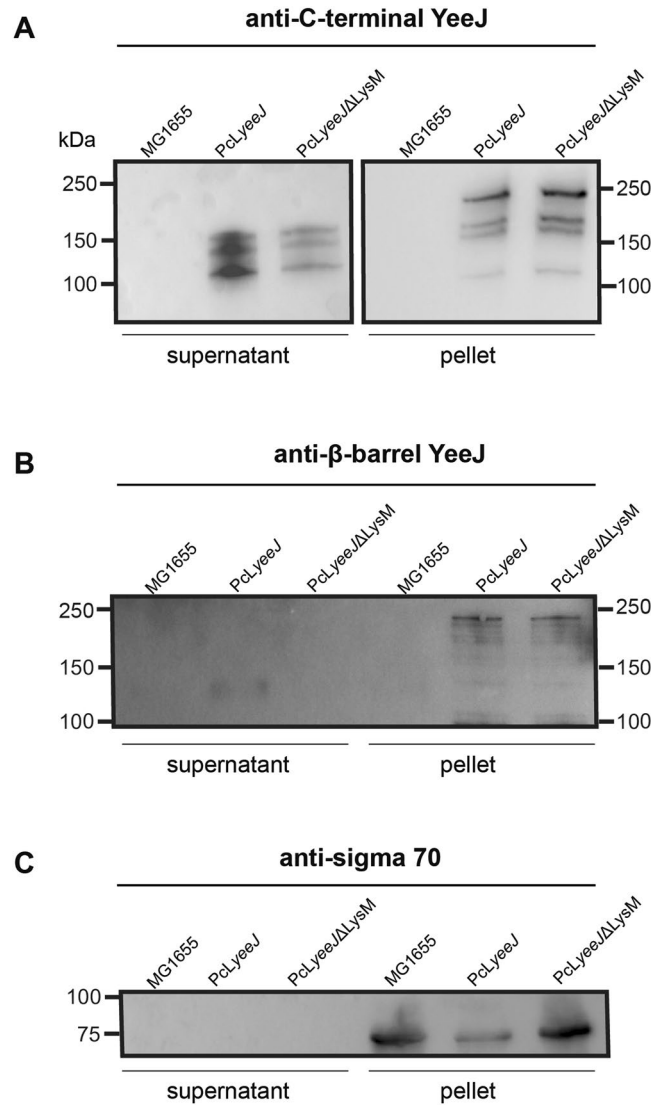 A
anti-C-terminal YeeJ
kDa
MG1655 PcLyeeJ PcLyeeJΔLysM MG1655 PcLyeeJ PcLyeeJΔLysM
250 250
150 150
100 100
supernatant pellet
B
anti-β-barrel YeeJ
MG1655 PcLyeeJ PcLyeeJΔLysM MG1655 PcLyeeJ PcLyeeJΔLysM
250 250
150 150
100 100
supernatant pellet
C
anti-sigma 70
MG1655 PcLyeeJ PcLyeeJΔLysM MG1655 PcLyeeJ PcLyeeJΔLysM
100
75
supernatant pellet